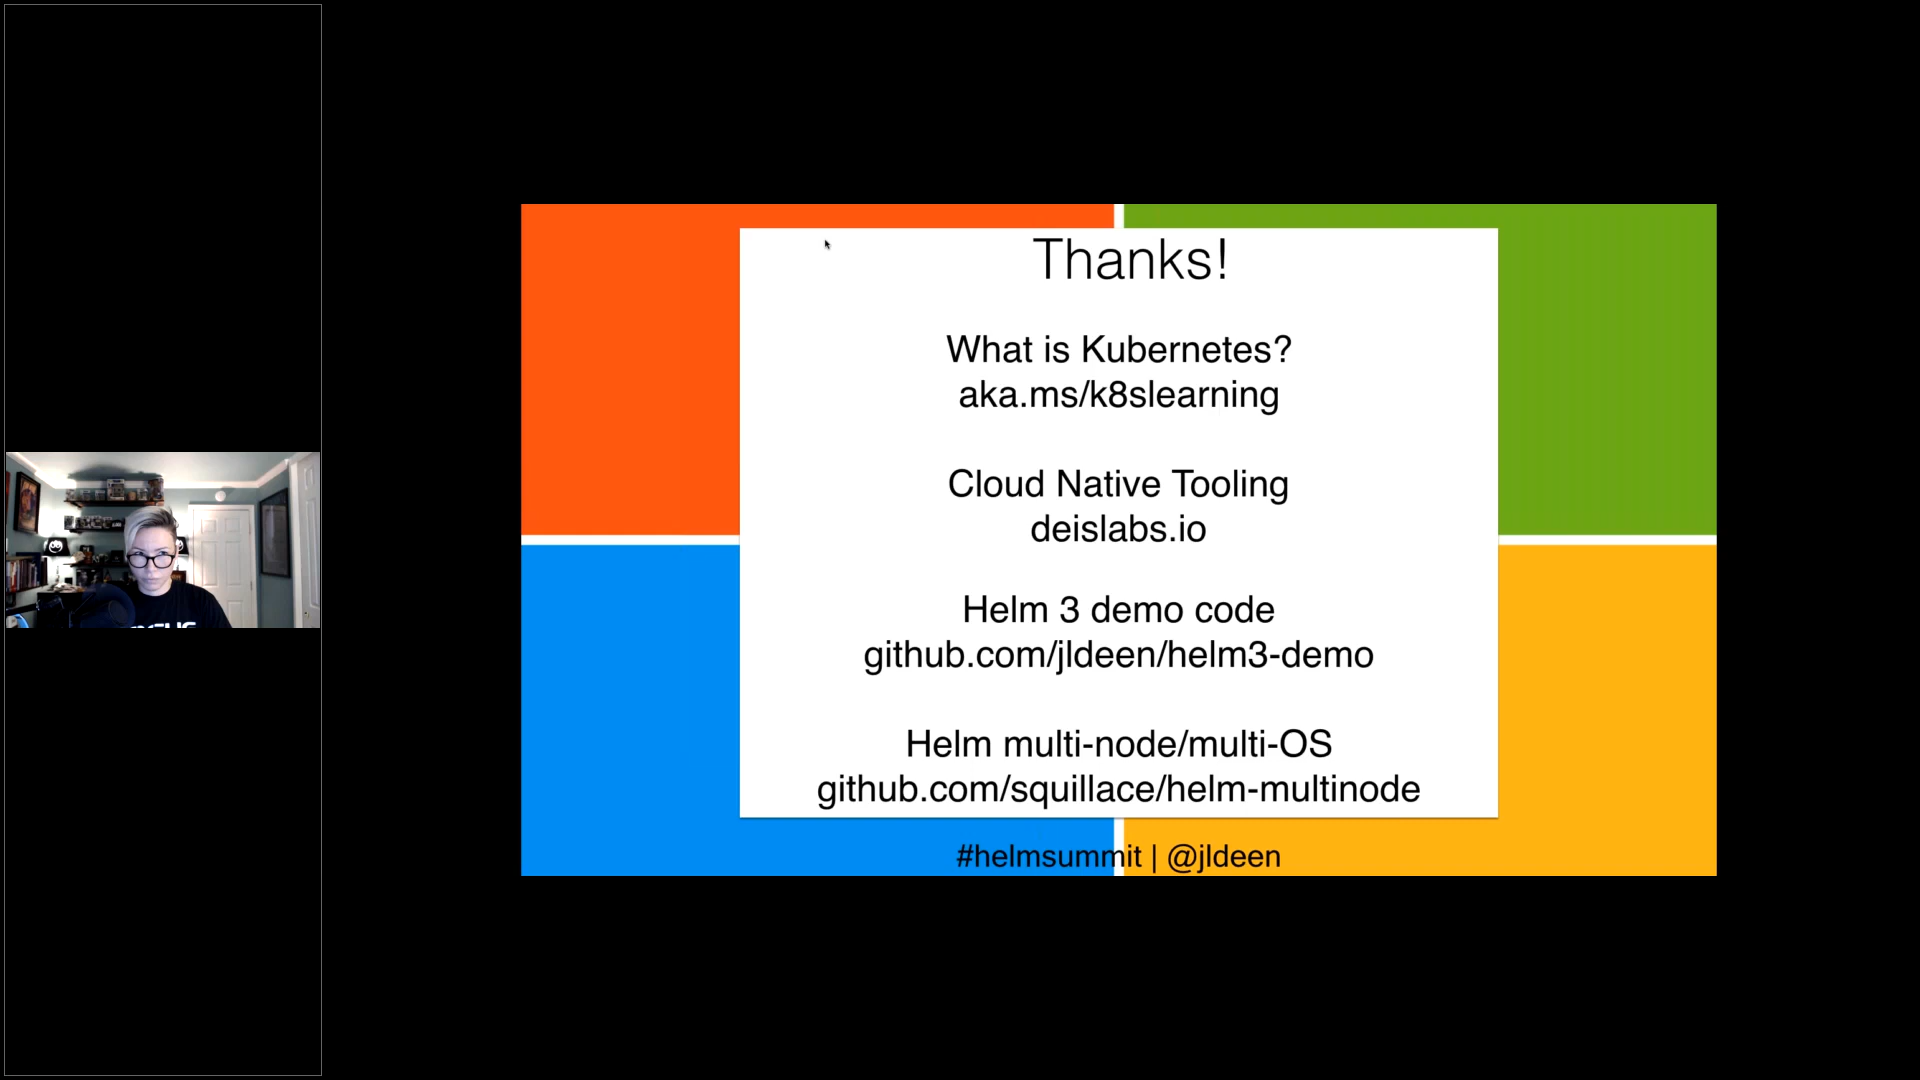 Thanks!
What is Kubernetes?
aka.ms/k8slearning
Cloud Native Tooling
deislabs.io
Helm 3 demo code
github.com/jldeen/helm3-demo
Helm multi-node/multi-OS
github.com/squillace/helm-multinode
#helmsummit | @jldeen